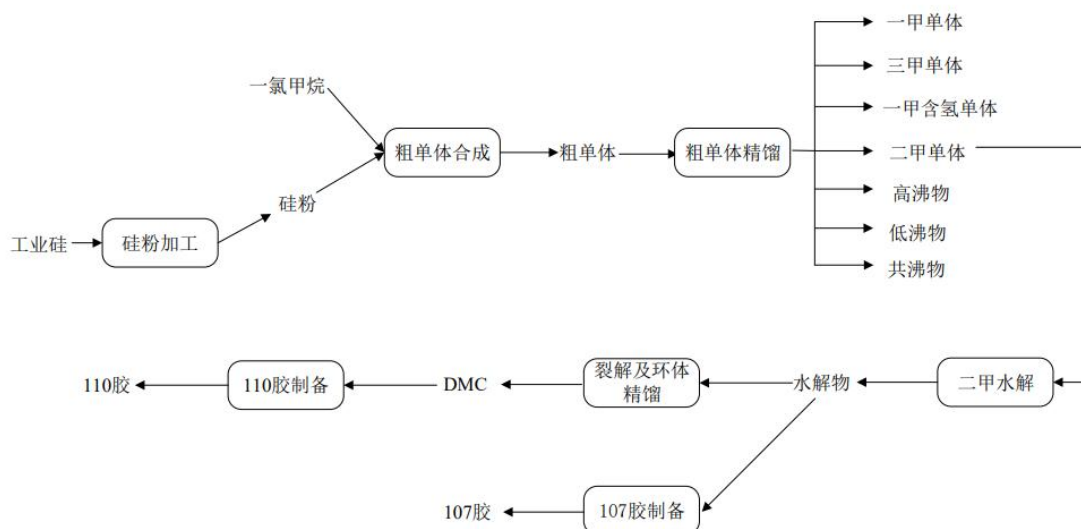 一甲单体
三甲单体
一氯甲烷
一甲含氢单体
粗单体合成
粗单体
粗单体精馏
二甲单体
硅粉
高沸物
工业硅
硅粉加工
低沸物
共沸物
110胶
110胶制备
DMC
裂解及环体
精馏
水解物
二甲水解
107胶
107胶制备